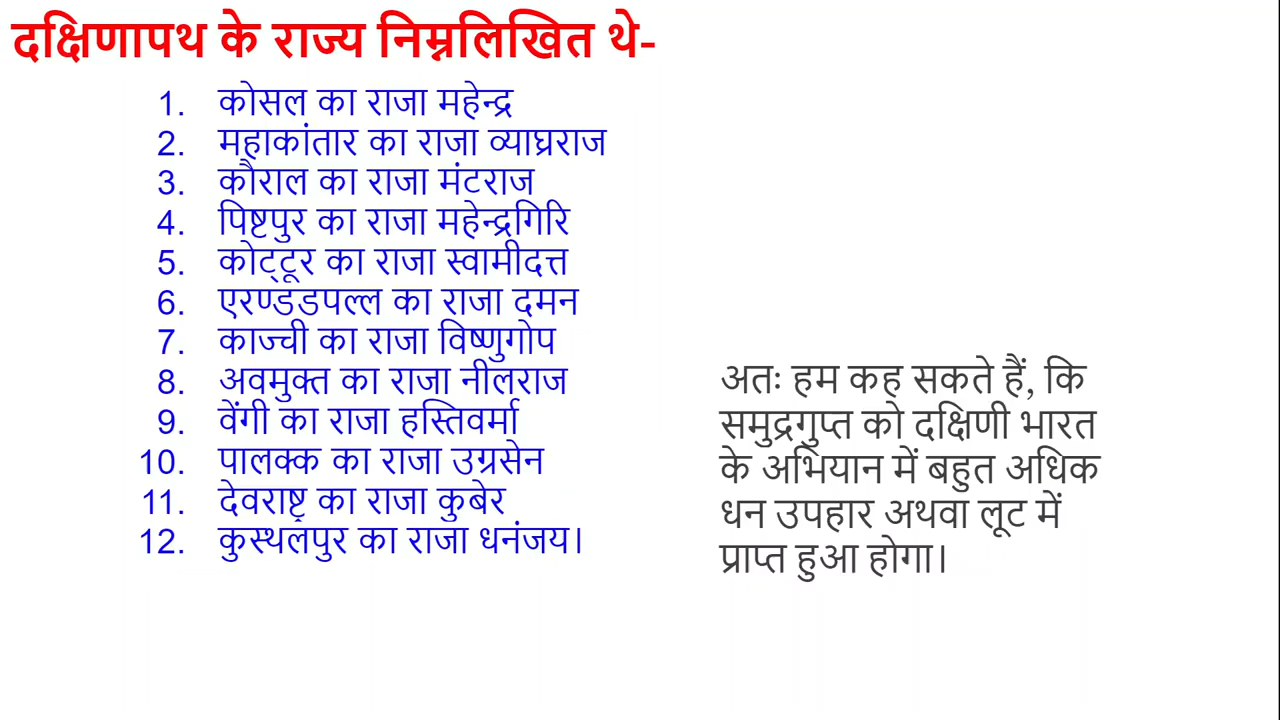 दक्षिणापथ के राज्य निम्नलिखित थे-
1. कोसल का राजा महेन्द्र
2. महाकांतार का राजा व्याघ्रराज
3. कौराल का राजा मंटराज
4. पिष्टपुर का राजा महेन्द्रगिरि
5. कोट्टूर का राजा स्वामीदत्त
6. एरण्डडपल्ल का राजा दमन
7. काज्ची का राजा विष्णुगोप
8. अवमुक्त का राजा नीलराज
9. वेंगी का राजा हस्तिवर्मा
10. पालक्क का राजा उग्रसेन
11. देवराष्ट्र का राजा कुबेर
12. कुस्थलपुर का राजा धनंजय।
अतः हम कह सकते हैं, कि
समुद्रगुप्त को दक्षिणी भारत
के अभियान में बहुत अधिक
धन उपहार अथवा लूट में
प्राप्त हुआ होगा।